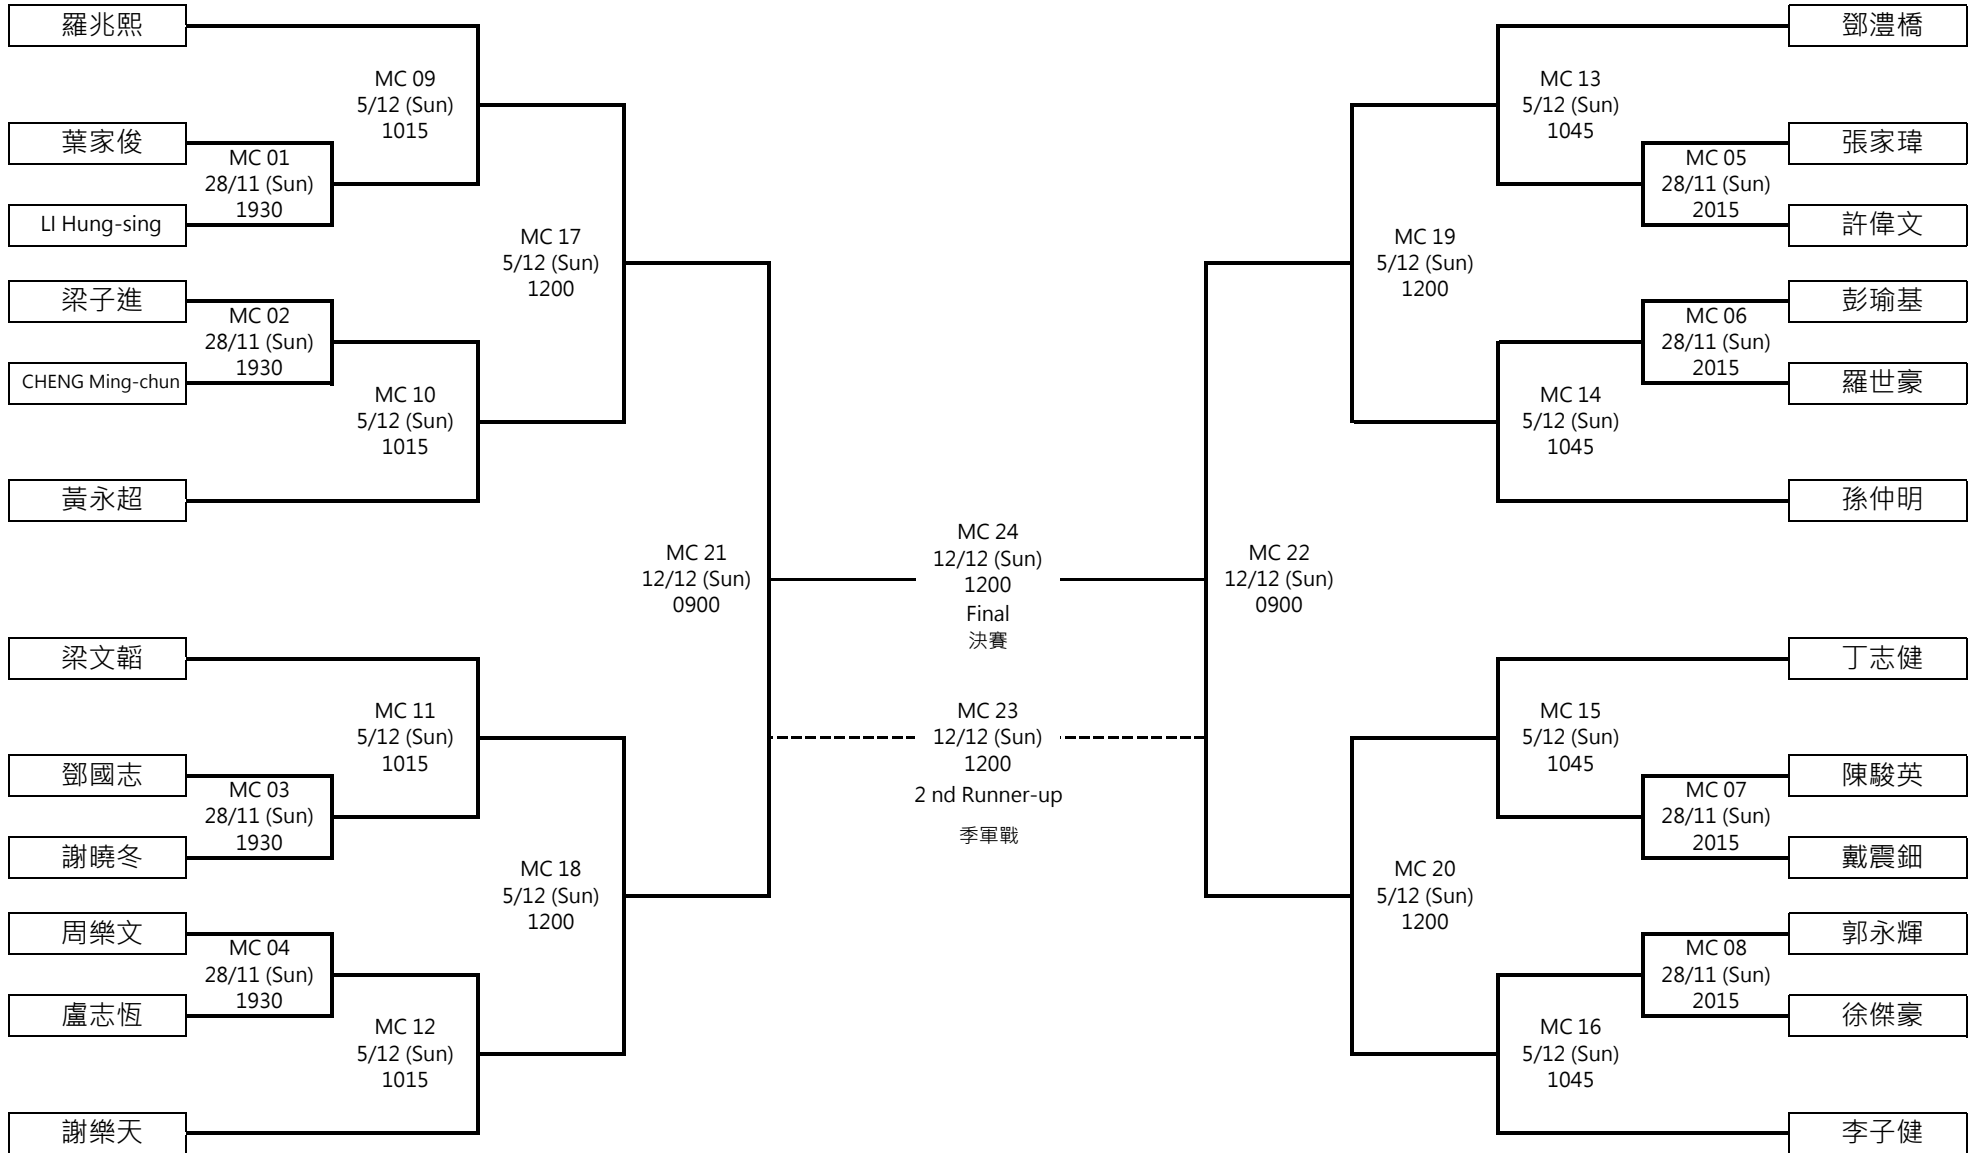 羅兆熙
MC 09
5/12 (Sun)
1015
葉家俊
MC 01
28/11 (Sun)
1930
LI Hung-sing
MC 17
5/12 (Sun)
1200
梁子進
MC 02
28/11 (Sun)
1930
CHENG Ming-chun
MC 10
5/12 (Sun)
1015
黃永超
MC 21
12/12 (Sun)
0900
梁文韜
MC 11
5/12 (Sun)
1015
鄧國志
MC 03
28/11 (Sun)
1930
謝曉冬
MC 18
5/12 (Sun)
1200
周樂文
MC 04
28/11 (Sun)
1930
盧志恆
MC 12
5/12 (Sun)
1015
謝樂天
MC 24
12/12 (Sun)
1200
Final
決賽
MC 23
12/12 (Sun)
1200
2 nd Runner-up
季軍戰
鄧澧橋
MC 13
5/12 (Sun)
1045
張家瑋
MC 05
28/11 (Sun)
2015
許偉文
MC 19
5/12 (Sun)
1200
彭瑜基
MC 06
28/11 (Sun)
2015
羅世豪
MC 14
5/12 (Sun)
1045
孫仲明
MC 22
12/12 (Sun)
0900
丁志健
MC 15
5/12 (Sun)
1045
陳駿英
MC 07
28/11 (Sun)
2015
戴震鈿
MC 20
5/12 (Sun)
1200
郭永輝
MC 08
28/11 (Sun)
2015
徐傑豪
MC 16
5/12 (Sun)
1045
李子健